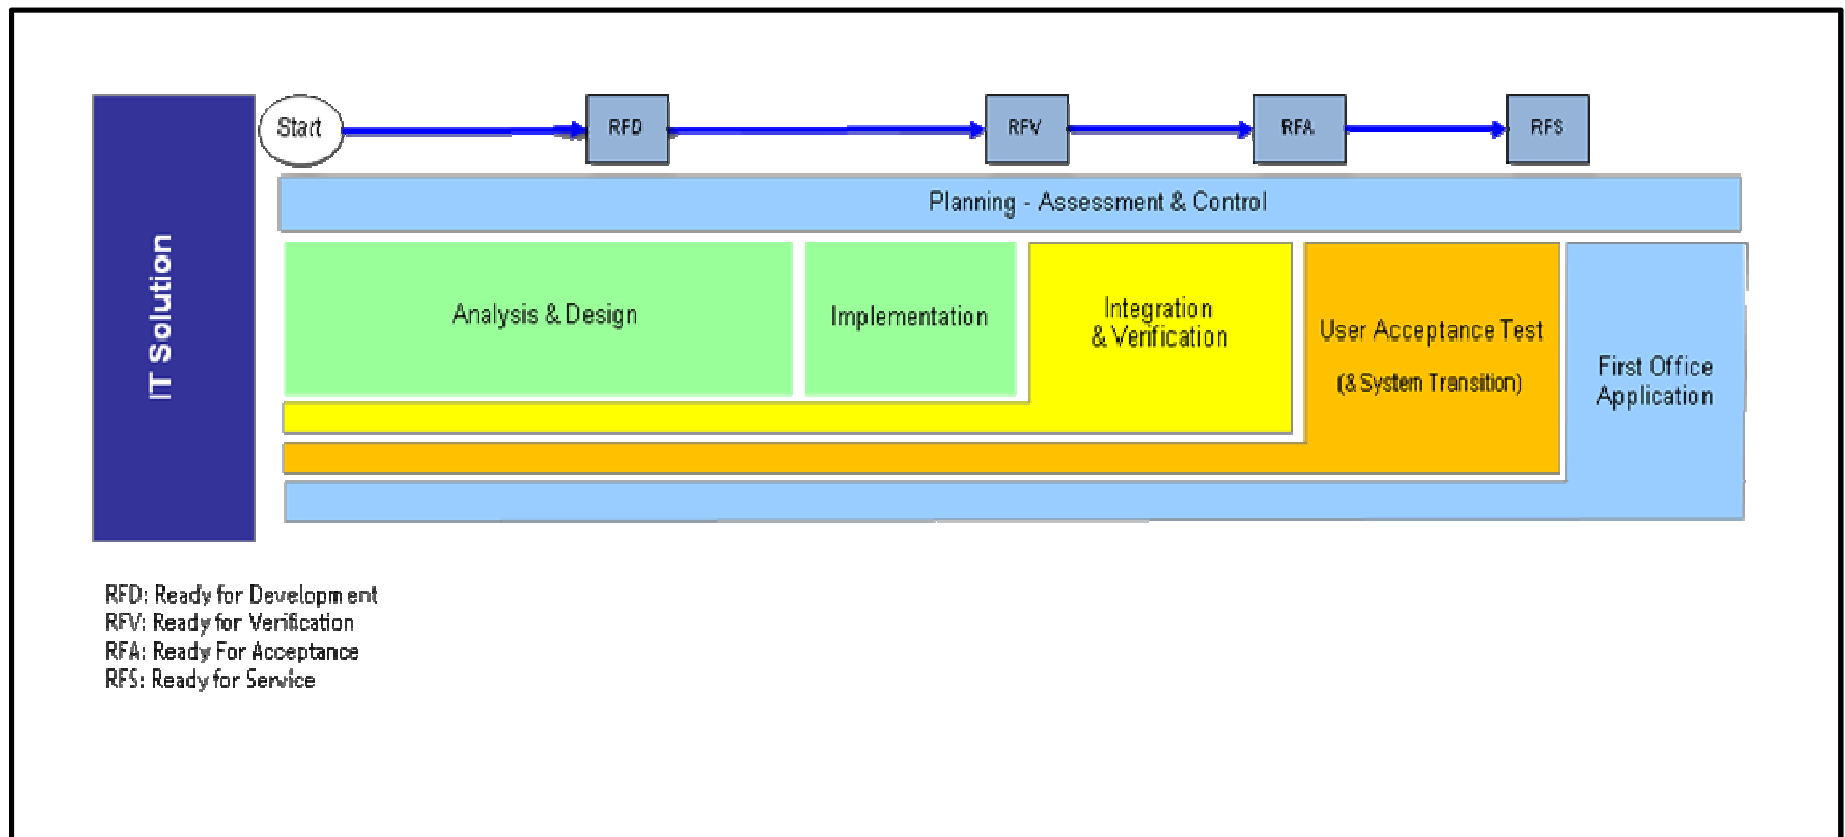 IT Solution
Start
RFD
RFV
RFA
RFS
Planning - Assessment & Control
Analysis & Design
Implementation
Integration
& Verification
User Acceptance Test
(& System Transition)
First Office
Application
RFD: Ready for Development
RFV: Ready for Verification
RFA: Ready For Acceptance
RFS: Ready for Service